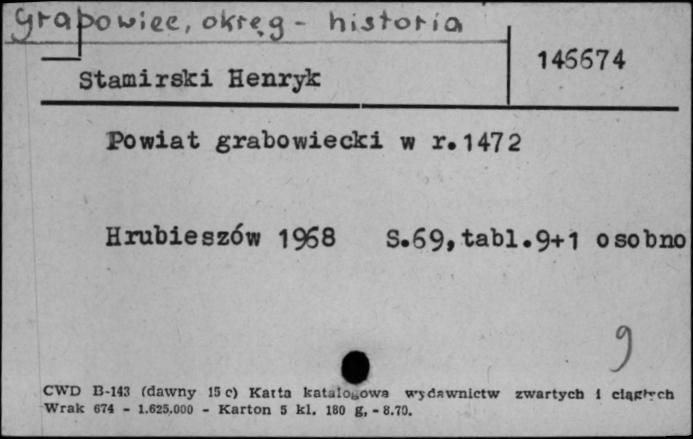 Grabowiec, okręg - historia
146674
Stamirski Henryk
Powiat grabowiecki w r.1472
Hrubieszów 1968 S.69,tabl.9+1 osobno
9
CWD B-143 (dawny 15 c) Karta katalogowa wydawnictw zwartych i ciągłych
Wrak 674 - 1.625.000 - Karton 5 kl. 180 g. - 8.70.